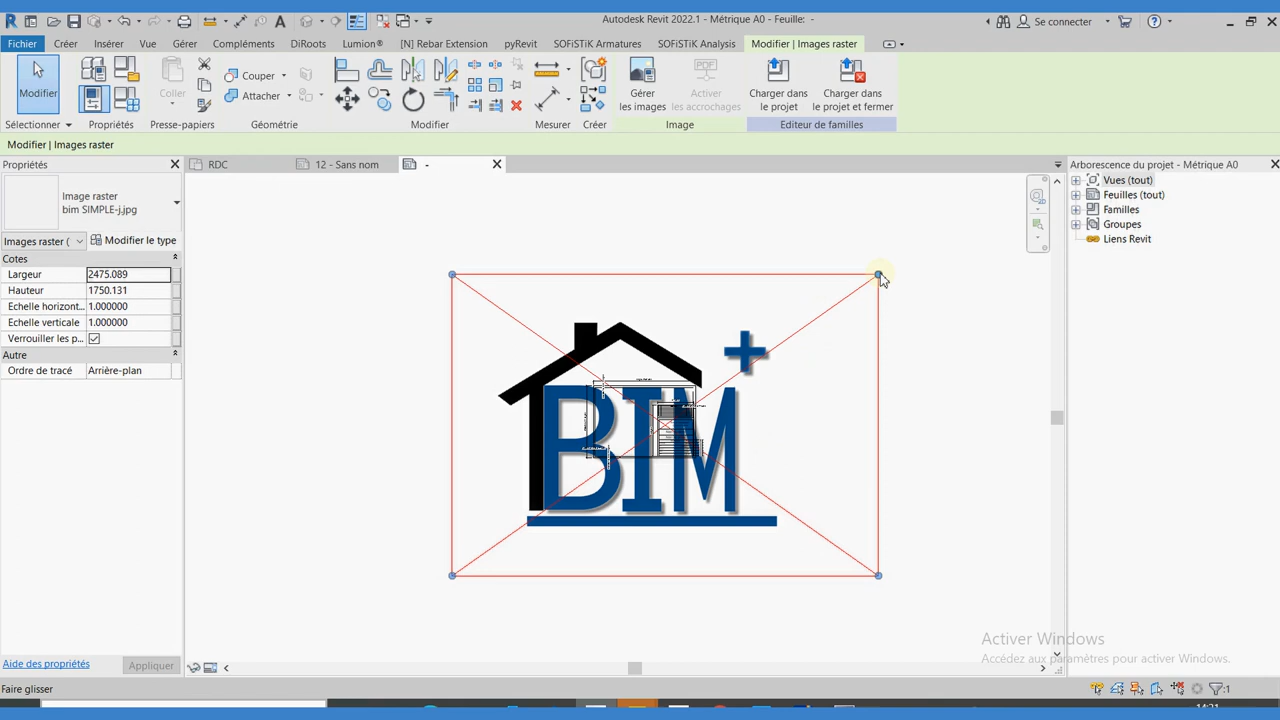 Autodesk Revit 2022.1 - Métrique A0 - Feuille: -
Se connecter
Fichier Créer Insérer Vue Gérer Compléments DiRoots Lumion® [N] Rebar Extension pyRevit SOFiSTiK Armatures SOFiSTiK Analysis Modifier | Images raster
Modifier
Coller
Couper
Attacher
Gérer
les images
PDF
Activer
les accrochages
Charger dans
le projet
Charger dans
le projet et fermer
Sélectionner Propriétés Presse-papiers Géométrie Modifier Mesurer Créer Image Editeur de familles
Modifier | Images raster
Propriétés
RDC
12 - Sans nom
-
Arborescence du projet - Métrique A0
Image raster
bim SIMPLE-j.jpg
Images raster (
Modifier le type
Cotes
Largeur 2475.089
Hauteur 1750.131
Echelle horizont... 1.000000
Echelle verticale 1.000000
Verrouiller les p...
Autre
Ordre de tracé Arrière-plan
Vues (tout)
Feuilles (tout)
Familles
Groupes
Liens Revit
2D
BIM+
Activer Windows
Accédez aux paramètres pour activer Windows.
Aide des propriétés
Appliquer
Faire glisser
:1
14:21